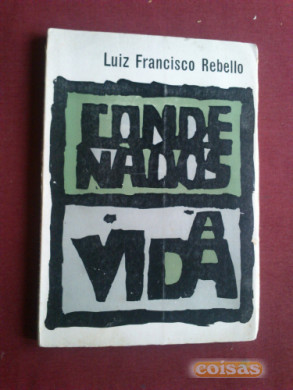 Luiz Francisco Rebello
CONDE
NADOS
À
VIDA
coisas